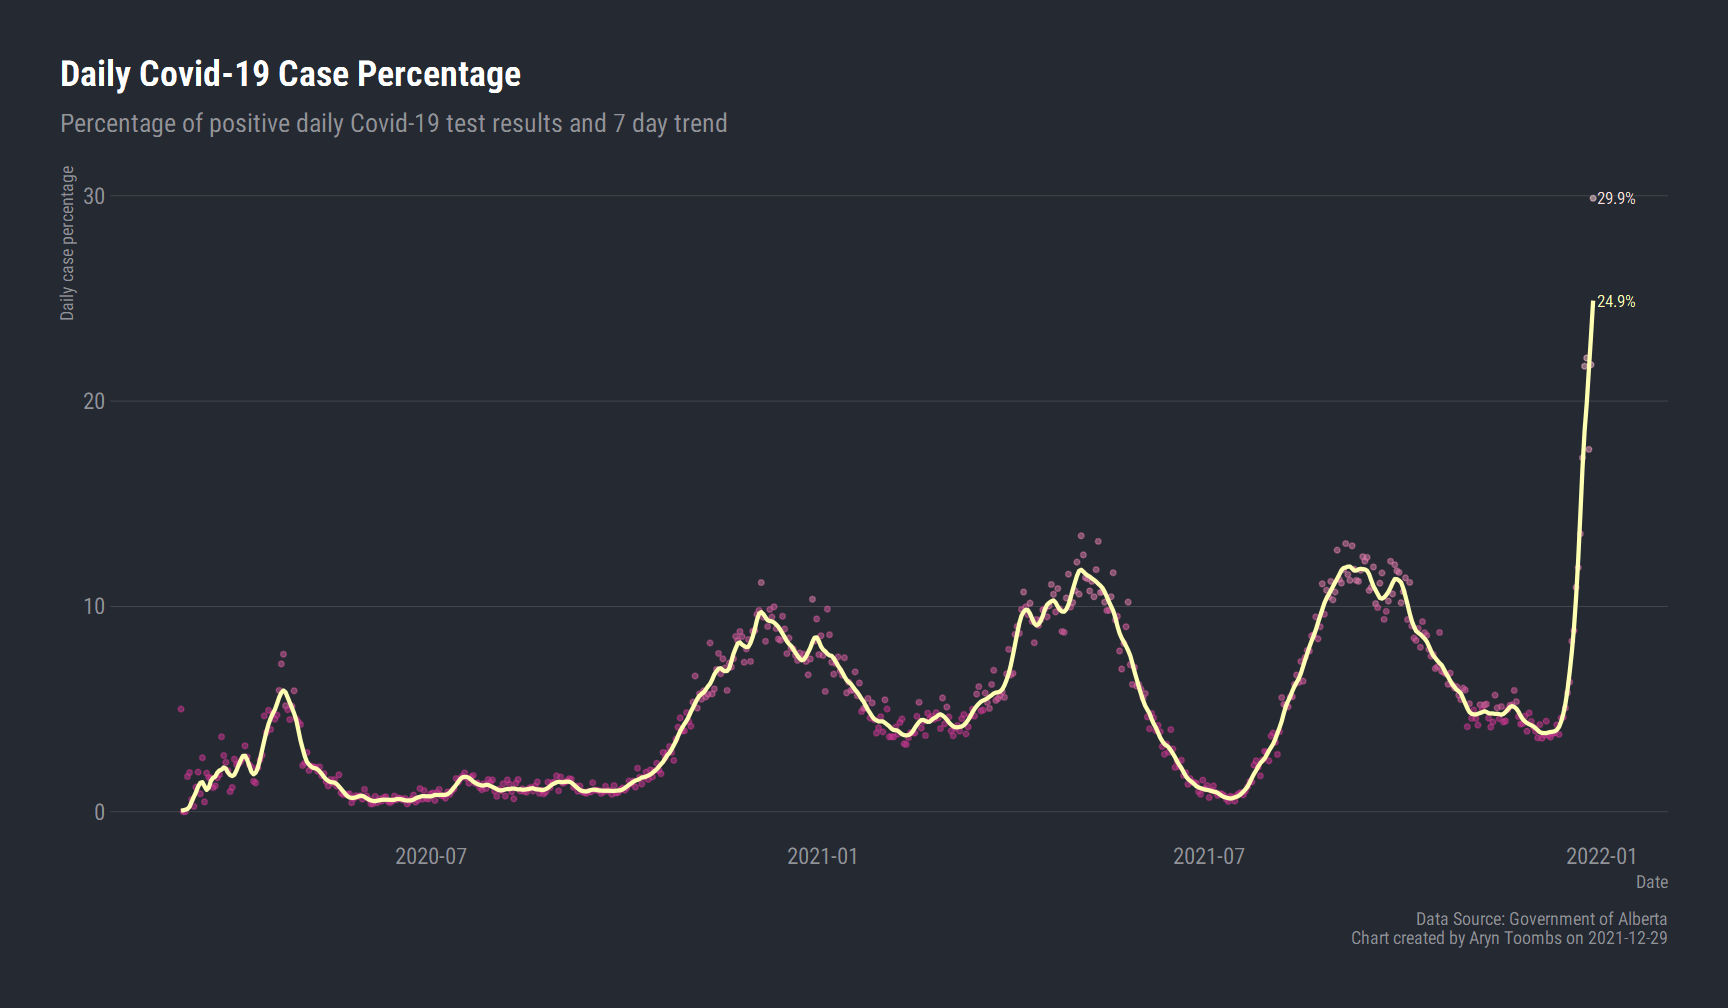 Daily Covid-19 Case Percentage
Percentage of positive daily Covid-19 test results and 7 day trend
Daily case percentage
30
29.9%
24.9%
20
10
0
2020-07
2021-01
2021-07
2022-01
Date
Data Source: Government of Alberta
Chart created by Aryn Toombs on 2021-12-29